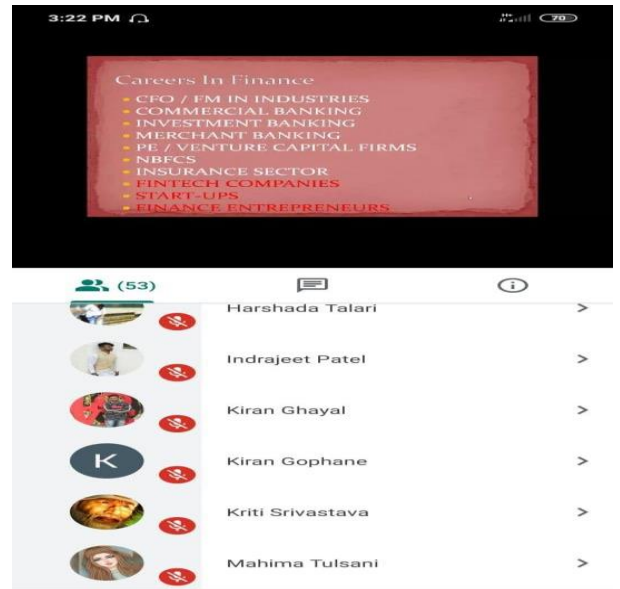 3:22 PM
70
Careers In Finance
CFO / FM IN INDUSTRIES
COMMERCIAL BANKING
INVESTMENT BANKING
MERCHANT BANKING
PE / VENTURE CAPITAL FIRMS
NBFCS
INSURANCE SECTOR
FINTECH COMPANIES
START-UPS
FINANCE ENTREPRENEURS
(53)
Harshada Talari
Indrajeet Patel
Kiran Ghayal
K
Kiran Gophane
Kriti Srivastava
Mahima Tulsani